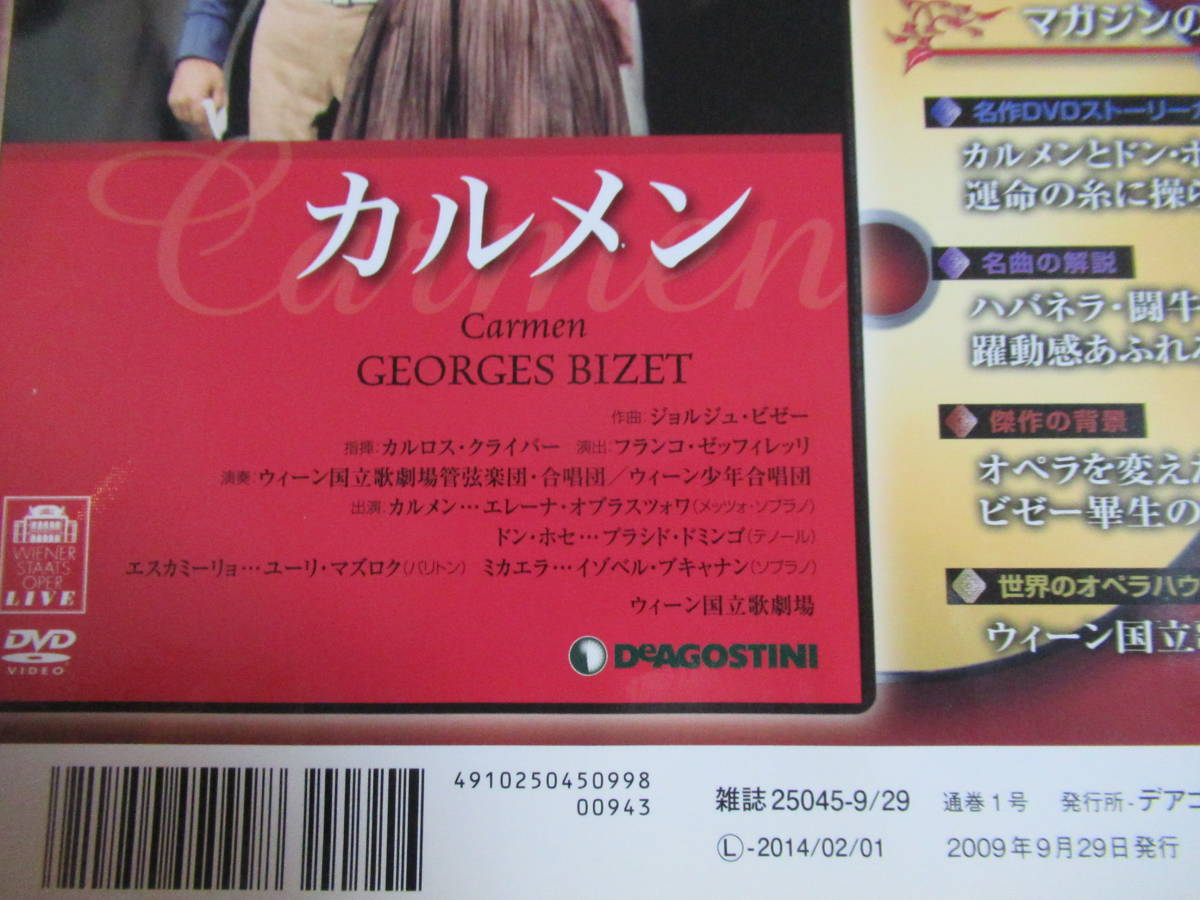 カルメン
Carmen
Carmen
GEORGES BIZET
作曲:ジョルジュ・ビゼー
指揮:カルロス・クライバー 演出:フランコ・ゼッフィレッリ
演奏:ウィーン国立歌劇場管弦楽団・合唱団/ウィーン少年合唱団
出演:カルメン…エレーナ・オブラスツォワ(メッツォ・ソプラノ)
ドン・ホセ…プラシド・ドミンゴ(テノール)
エスカミーリョ…ユーリ・マズロク(バリトン) ミカエラ…イゾベル・ブキャナン(ソプラノ)
ウィーン国立歌劇場
DeAGOSTINI
WIENER
STAATS
OPER
LIVE
DVD
VIDEO
マガジンの
名作DVDストーリー
カルメンとドン・ホ
運命の糸に操
名曲の解説
ハバネラ・闘牛
躍動感あふれ
傑作の背景
オペラを変え
ビゼー畢生の
世界のオペラハウ
ウィーン国立
4910250450998
00943
雑誌25045-9/29 通巻1号 発行所-デアゴ
Ⓛ-2014/02/01 2009年9月29日発行